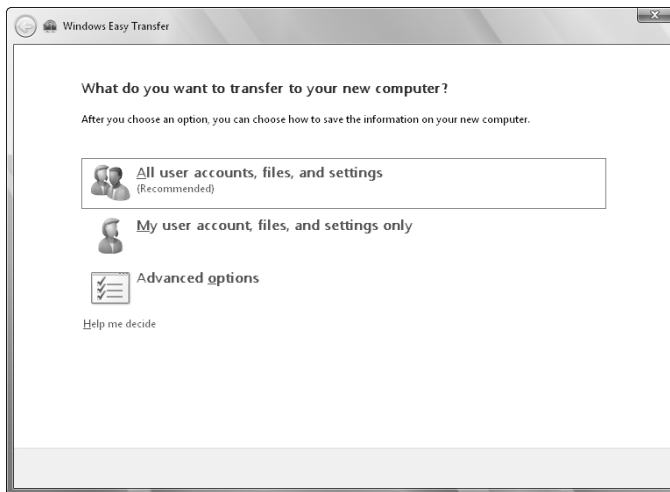 Windows Easy Transfer
What do you want to transfer to your new computer?
After you choose an option, you can choose how to save the information on your new computer.
All user accounts, files, and settings
(Recommended)
My user account, files, and settings only
Advanced options
Help me decide